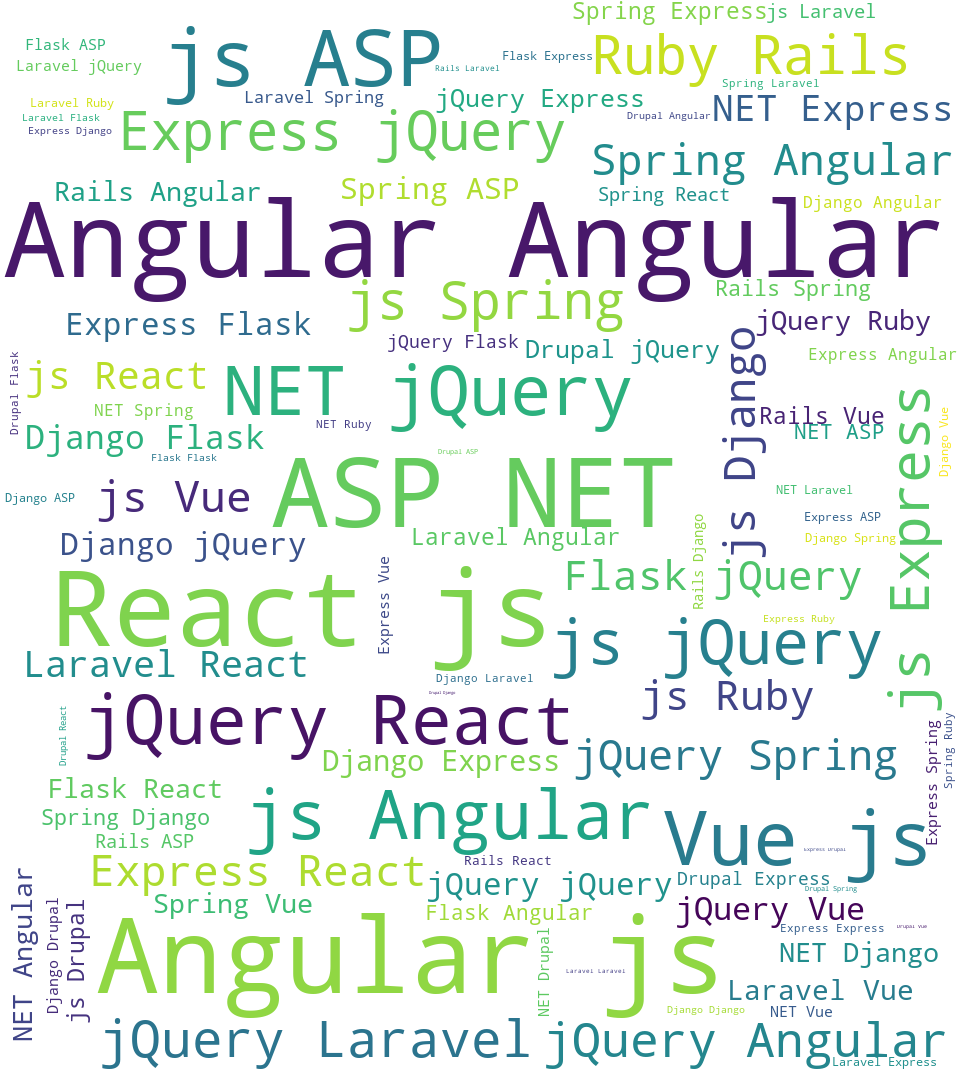 Spring Express
js Laravel
Flask ASP
js ASP
Ruby Rails
Flask Express
Laravel jQuery
Rails Laravel
Spring Laravel
Laravel Spring
jQuery Express
NET Express
Laravel Ruby
Laravel Flask
Drupal Angular
Express Django
Express jQuery
Spring Angular
Rails Angular
Spring ASP
Spring React
Django Angular
Angular Angular
js Spring
Rails Spring
Express Flask
jQuery Ruby
jQuery Flask
Drupal jQuery
Express Angular
Drupal Flask
js React
NET jQuery
js Django
js Express
NET Spring
Rails Vue
NET Ruby
NET ASP
Django Vue
Django Flask
Flask Flask
Drupal ASP
ASP NET
Django ASP
js Vue
NET Laravel
Express ASP
Laravel Angular
Django Spring
Django jQuery
Rails Django
Express Vue
React js
Flask jQuery
Express Ruby
js jQuery
Laravel React
Django Laravel
Drupal Django
js Ruby
Drupal React
jQuery React
Express Spring
Spring Ruby
Django Express
jQuery Spring
Flask React
js Angular
Spring Django
Vue js
Rails ASP
Express Drupal
Express React
Rails React
jQuery jQuery
Drupal Express
Drupal Spring
NET Angular
Django Drupal
js Drupal
Spring Vue
Flask Angular
jQuery Vue
Angular js
Express Express
Drupal Vue
NET Drupal
NET Django
Laravel Laravel
Laravel Vue
Django Django
NET Vue
jQuery Laravel
jQuery Angular
Laravel Express